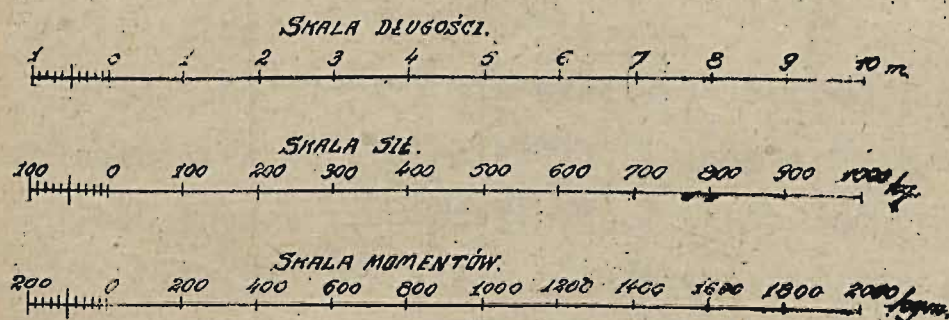 SKALA DŁUGOŚCI.
1 0 1 2 3 4 5 6 7 8 9 10 m
SKALA SIŁ.
100 0 100 200 300 400 500 600 700 800 900 1000 kg.
SKALA MOMENTÓW.
200 0 200 400 600 800 1000 1200 1400 1600 1800 2000 kgm.